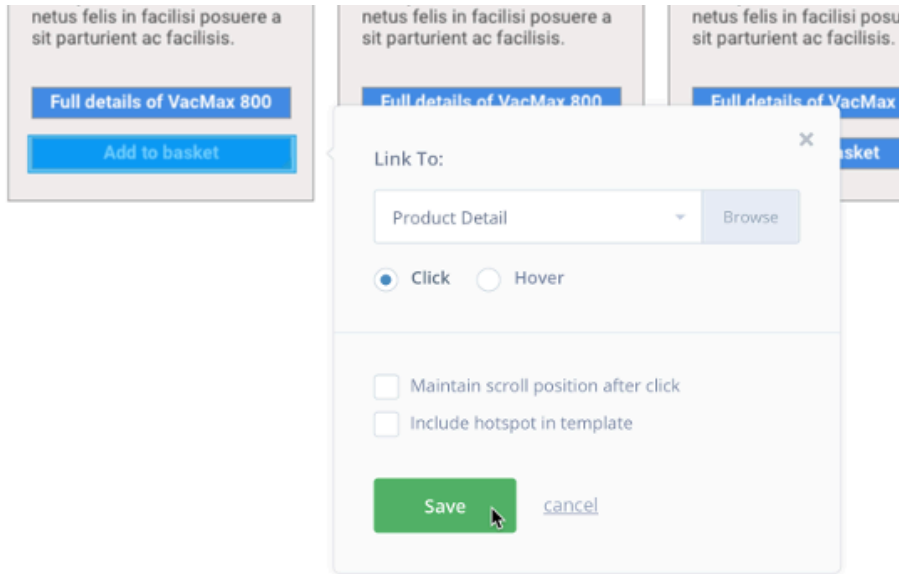 netus felis in facilisi posuere a
sit parturient ac facilisis.
Full details of VacMax 800
Add to basket
netus felis in facilisi posuere a
sit parturient ac facilisis.
Full details of VacMax 800
netus felis in facilisi
sit parturient ac facilisis.
Full details of VacMax
Link To:
Product Detail
Browse
Click Hover
Maintain scroll position after click
Include hotspot in template
Save cancel